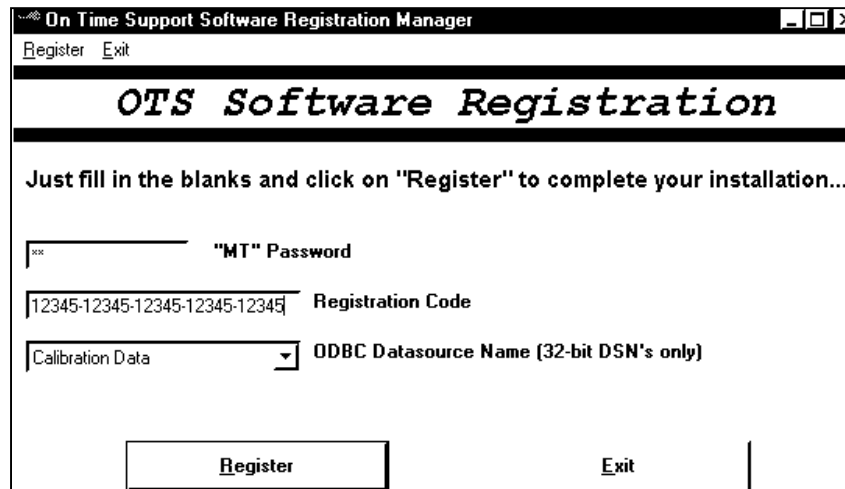 On Time Support Software Registration Manager
Register Exit
OTS Software Registration
Just fill in the blanks and click on "Register" to complete your installation...
** "MT" Password
12345-12345-12345-12345-12345 Registration Code
Calibration Data ODBC Datasource Name (32-bit DSN's only)
Register Exit